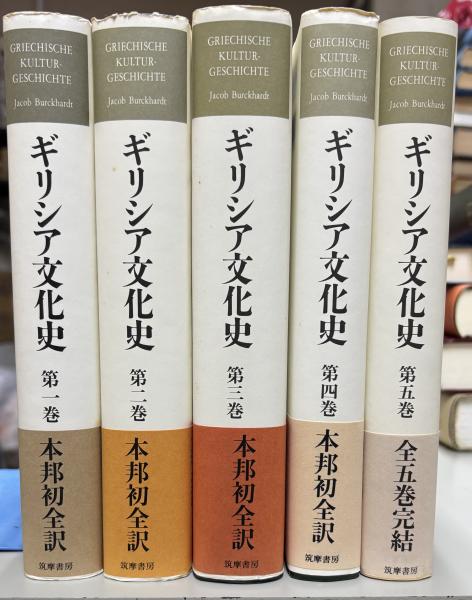 GRIECHISCHE
KULTUR-
GESCHICHTE
Jacob Burckhardt
ギリシア文化史
第一巻
本邦初全訳
筑摩書房
GRIECHISCHE
KULTUR-
GESCHICHTE
Jacob Burckhardt
ギリシア文化史
第二巻
本邦初全訳
筑摩書房
GRIECHISCHE
KULTUR-
GESCHICHTE
Jacob Burckhardt
ギリシア文化史
第三巻
本邦初全訳
筑摩書房
GRIECHISCHE
KULTUR-
GESCHICHTE
Jacob Burckhardt
ギリシア文化史
第四巻
本邦初全訳
筑摩書房
GRIECHISCHE
KULTUR-
GESCHICHTE
Jacob Burckhardt
ギリシア文化史
第五巻
全五巻完結
筑摩書房